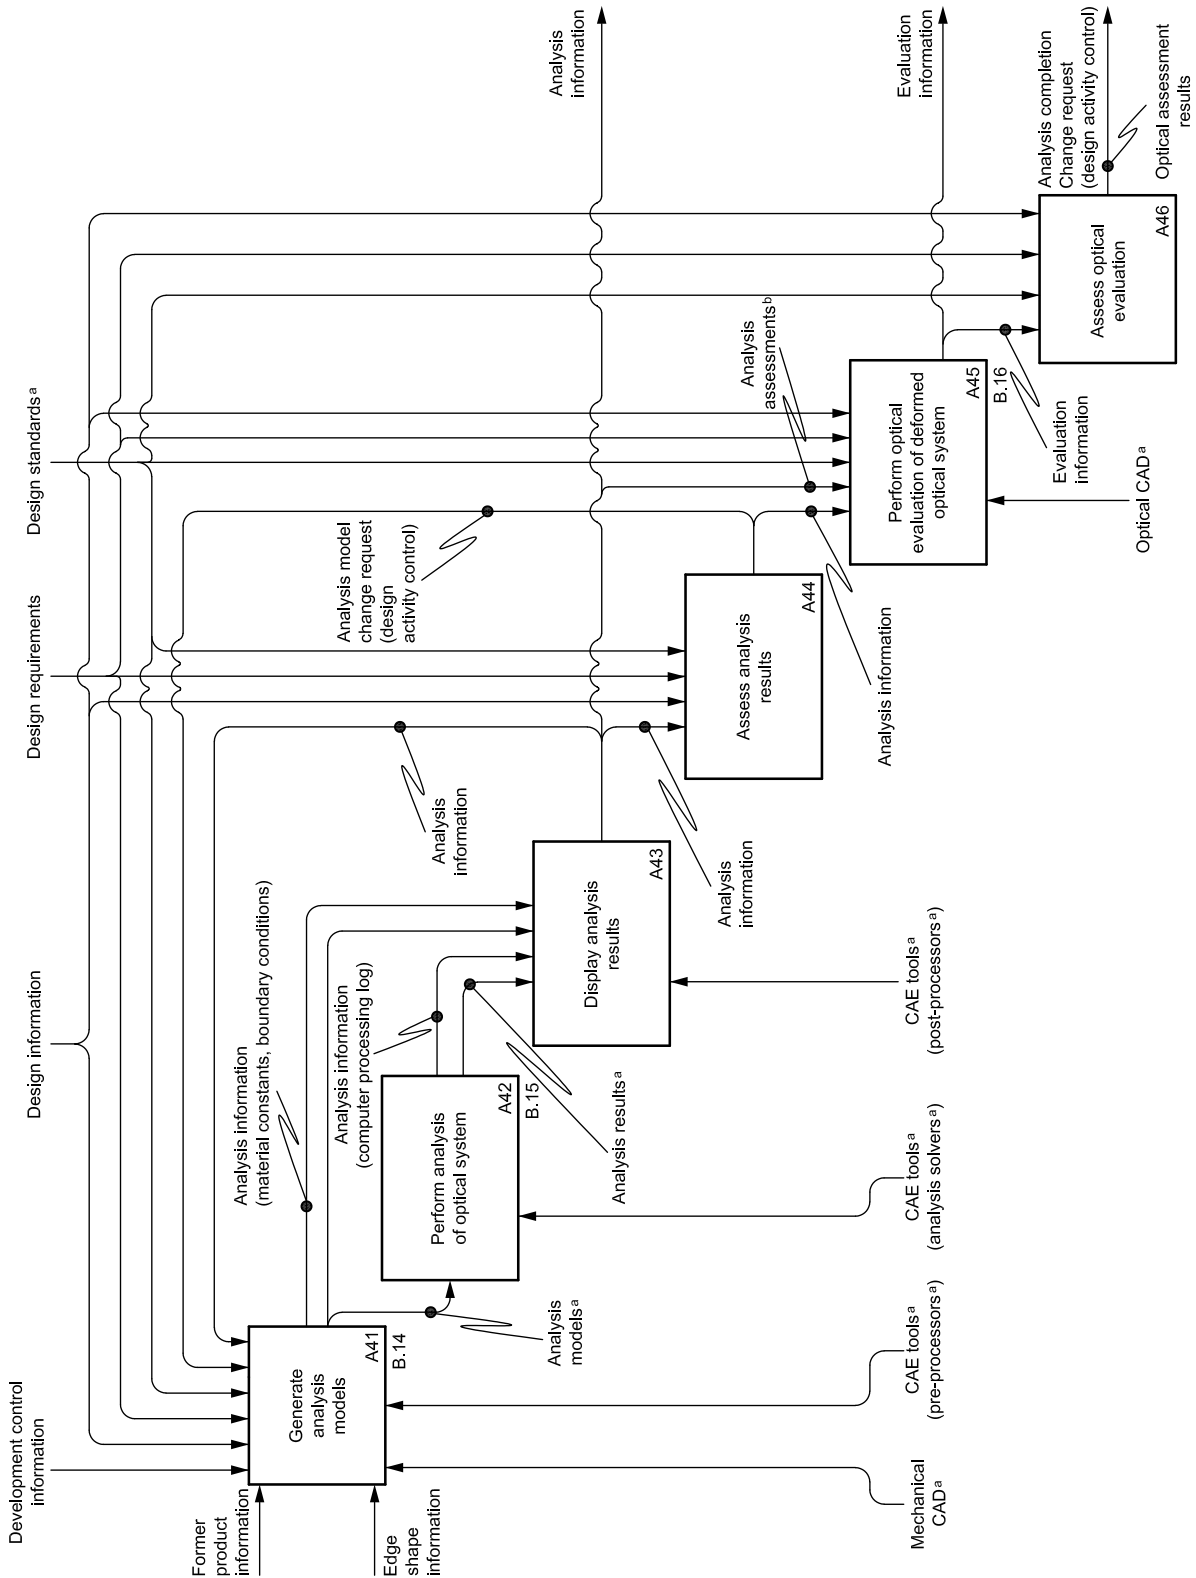 Development control
information
Design information
Design requirements
Design standards a
Former
product
information
Edge
shape
information
Generate
analysis
models
A41
B.14
Analysis information
(material constants, boundary conditions)
Analysis
models a
Perform analysis
of optical system
A42
B.15
Analysis information
(computer processing log)
Analysis results a
Display analysis
results
A43
Analysis
information
Analysis
information
Assess analysis
results
A44
Analysis model
change request
(design
activity control)
Analysis information
Analysis
assessments b
Perform optical
evaluation of deformed
optical system
A45
B.16
Evaluation
information
Assess optical
evaluation
A46
Analysis
information
Evaluation
information
Analysis completion
Change request
(design activity control)
Optical assessment
results
Mechanical
CAD a
CAE tools a
(pre-processors a)
CAE tools a
(analysis solvers a)
CAE tools a
(post-processors a)
Optical CAD a